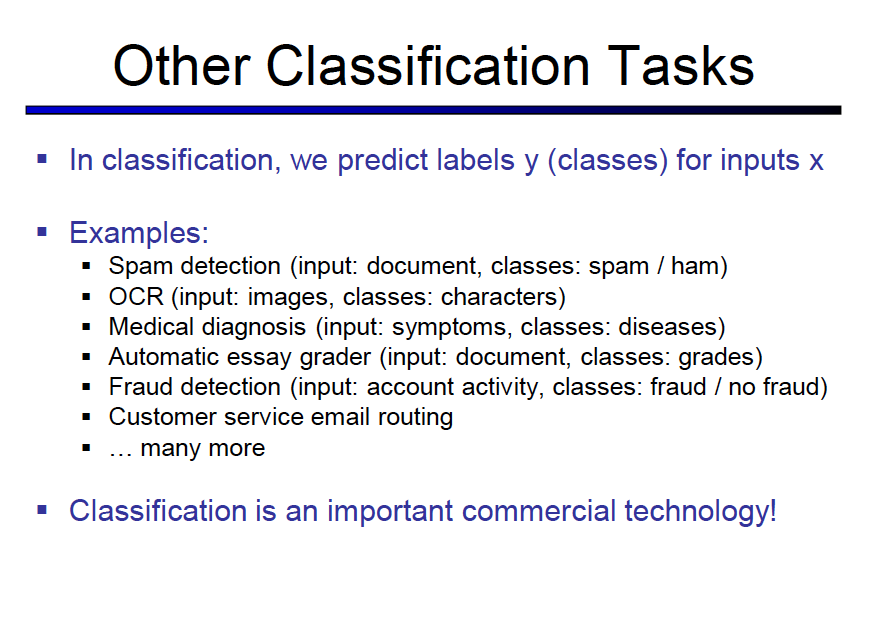 Other Classification Tasks
▪ In classification, we predict labels y (classes) for inputs x
▪ Examples:
▪ Spam detection (input: document, classes: spam / ham)
▪ OCR (input: images, classes: characters)
▪ Medical diagnosis (input: symptoms, classes: diseases)
▪ Automatic essay grader (input: document, classes: grades)
▪ Fraud detection (input: account activity, classes: fraud / no fraud)
▪ Customer service email routing
▪ … many more
▪ Classification is an important commercial technology!